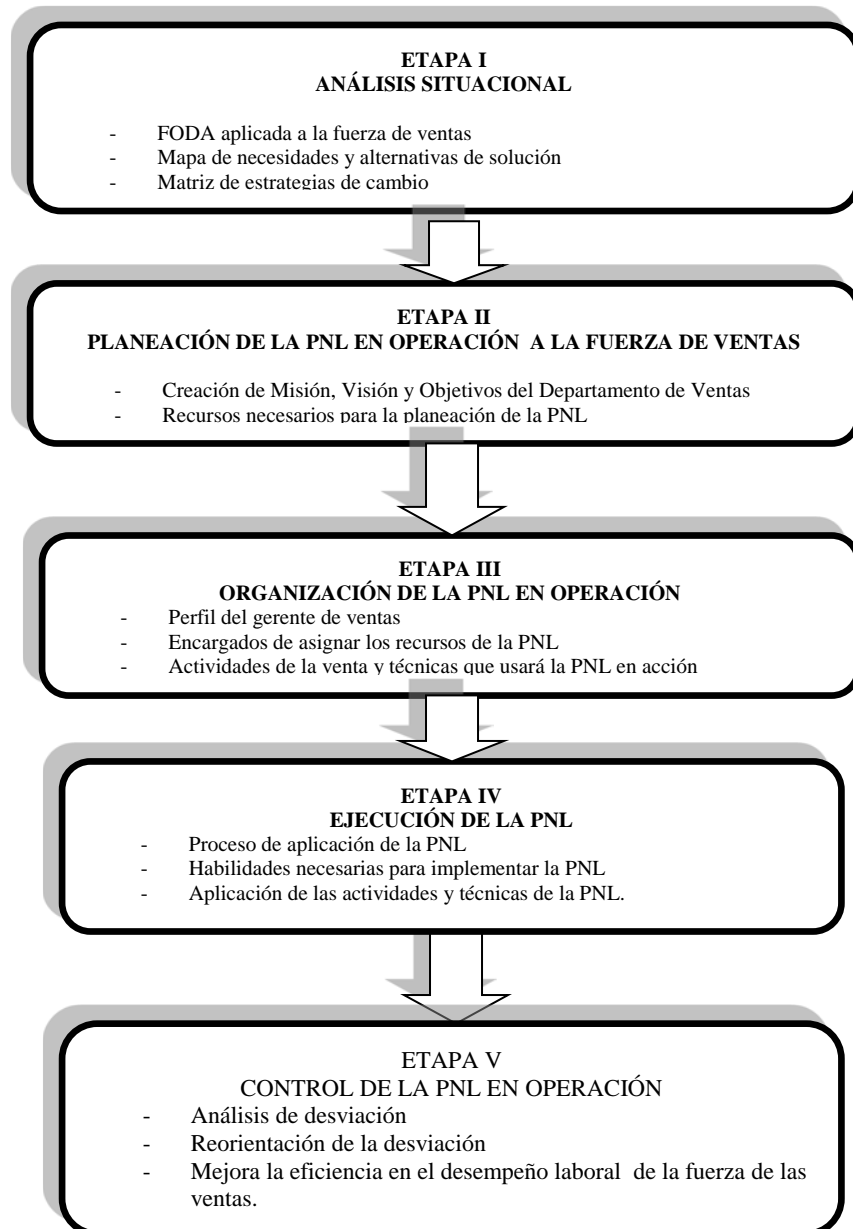 ETAPA I
ANÁLISIS SITUACIONAL
- FODA aplicada a la fuerza de ventas
- Mapa de necesidades y alternativas de solución
- Matriz de estrategias de cambio
ETAPA II
PLANEACIÓN DE LA PNL EN OPERACIÓN A LA FUERZA DE VENTAS
- Creación de Misión, Visión y Objetivos del Departamento de Ventas
- Recursos necesarios para la planeación de la PNL
ETAPA III
ORGANIZACIÓN DE LA PNL EN OPERACIÓN
- Perfil del gerente de ventas
- Encargados de asignar los recursos de la PNL
- Actividades de la venta y técnicas que usará la PNL en acción
ETAPA IV
EJECUCIÓN DE LA PNL
- Proceso de aplicación de la PNL
- Habilidades necesarias para implementar la PNL
- Aplicación de las actividades y técnicas de la PNL.
ETAPA V
CONTROL DE LA PNL EN OPERACIÓN
- Análisis de desviación
- Reorientación de la desviación
- Mejora la eficiencia en el desempeño laboral de la fuerza de las
ventas.